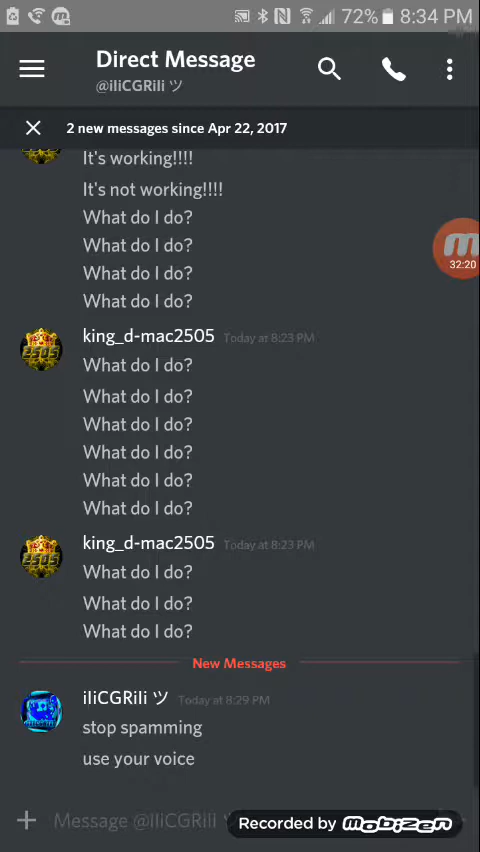 72% 8:34 PM
Direct Message
@iliCGRili ツ
2 new messages since Apr 22, 2017
It's working!!!!
It's not working!!!!
What do I do?
What do I do?
What do I do?
What do I do?
32:20
king_d-mac2505 Today at 8:23 PM
What do I do?
What do I do?
What do I do?
What do I do?
What do I do?
What do I do?
king_d-mac2505 Today at 8:23 PM
What do I do?
What do I do?
What do I do?
New Messages
iliCGRili ツ Today at 8:29 PM
stop spamming
use your voice
Message @iliCGRili
Recorded by mobizen